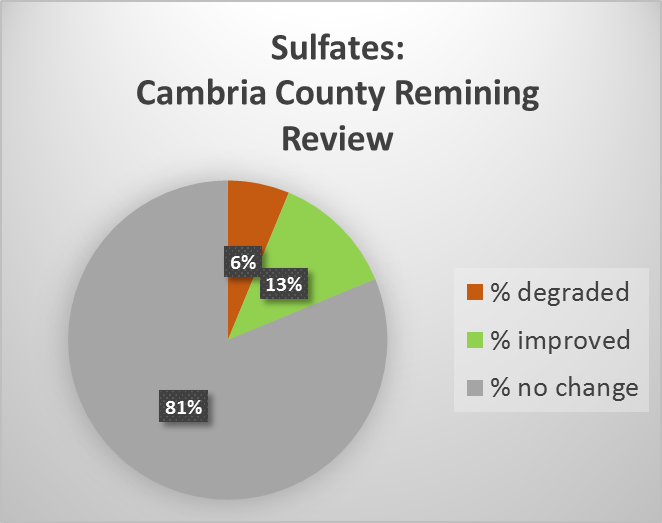 Sulfates:
Cambria County Remining
Review
6%
13%
81%
% degraded
% improved
% no change